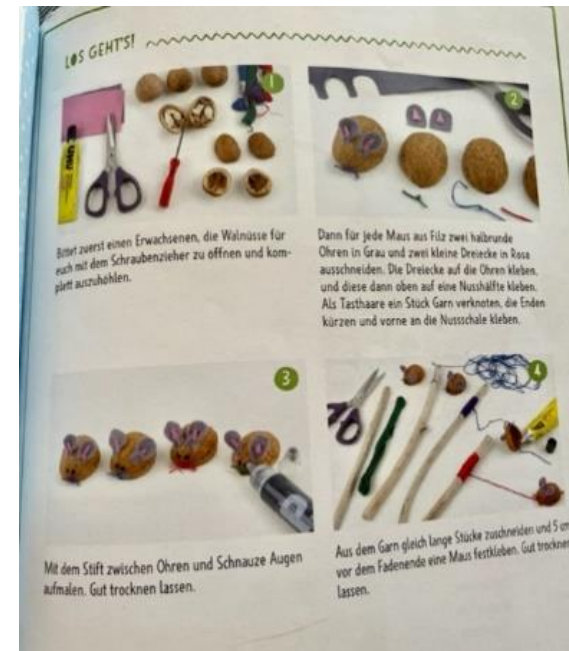 LOS GEHT'S!
1
Bittet zuerst einen Erwachsenen, die Walnüsse für
euch mit dem Schraubenzieher zu öffnen und kom-
plett auszuhöhlen.
2
Dann für jede Maus aus Filz zwei halbrunde
Ohren in Grau und zwei kleine Dreiecke in Rosa
ausschneiden. Die Dreiecke auf die Ohren kleben,
und diese dann oben auf eine Nusshälfte kleben.
Als Tasthaare ein Stück Garn verknoten, die Enden
kürzen und vorne an die Nussschale kleben.
3
Mit dem Stift zwischen Ohren und Schnauze Augen
aufmalen. Gut trocknen lassen.
4
Aus dem Garn gleich lange Stücke zuschneiden und 5 cm
vor dem Fadenende eine Maus festkleben. Gut trocknen
lassen.